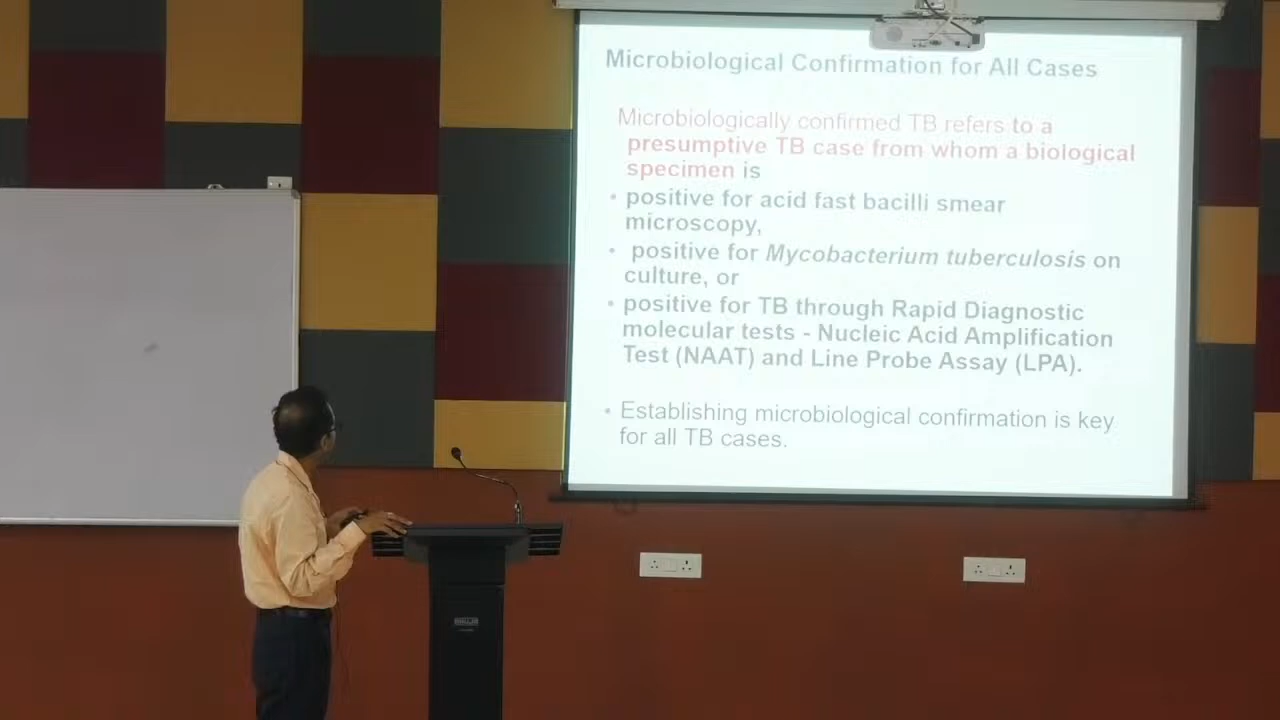 Microbiological Confirmation for All Cases
Microbiologically confirmed TB refers to a
presumptive TB case from whom a biological
specimen is
• positive for acid fast bacilli smear
microscopy,
• positive for Mycobacterium tuberculosis on
culture, or
• positive for TB through Rapid Diagnostic
molecular tests - Nucleic Acid Amplification
Test (NAAT) and Line Probe Assay (LPA).
• Establishing microbiological confirmation is key
for all TB cases.